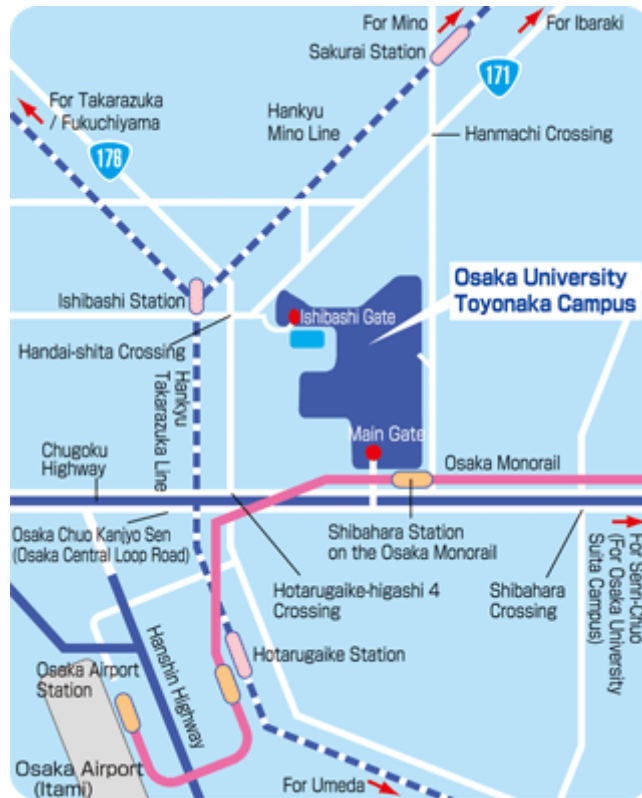 For Mino
For Ibaraki
Sakurai Station
171
For Takarazuka
/ Fukuchiyama
Hankyu
Mino Line
Hanmachi Crossing
176
Osaka University
Toyonaka Campus
Ishibashi Station
Ishibashi Gate
Handai-shita Crossing
Hankyu
Takarazuka Line
Main Gate
Chugoku
Highway
Osaka Monorail
Osaka Chuo Kanjyo Sen
(Osaka Central Loop Road)
Shibahara Station
on the Osaka Monorail
For Senri-Chuo
(For Osaka University
Suita Campus)
Hotarugaike-higashi 4
Crossing
Shibahara
Crossing
Hanshin Highway
Hotarugaike Station
Osaka Airport
Station
Osaka Airport
(Itami)
For Umeda